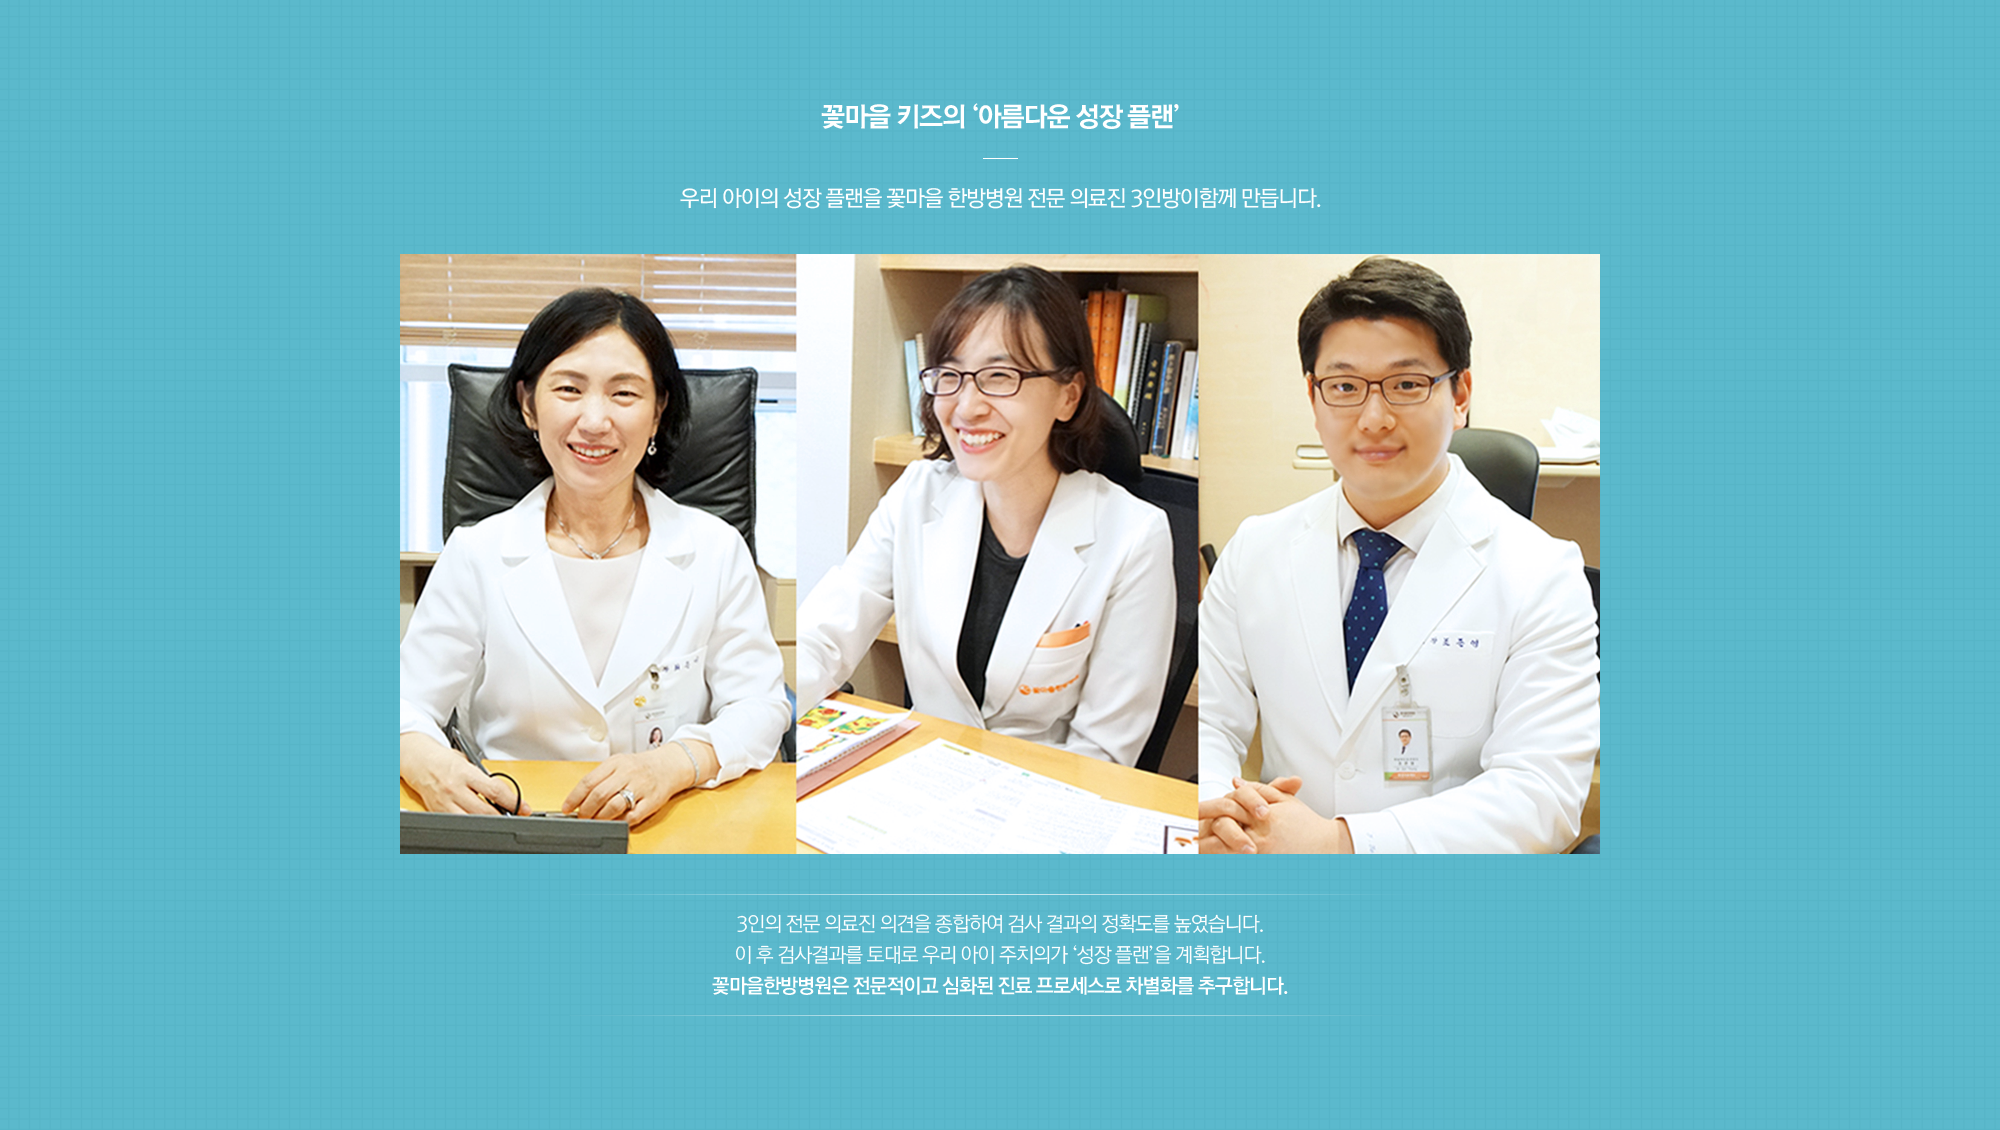 꽃마을 키즈의 ‘아름다운 성장 플랜’
우리 아이의 성장 플랜을 꽃마을 한방병원 전문 의료진 3인방이함께 만듭니다.
3인의 전문 의료진 의견을 종합하여 검사 결과의 정확도를 높였습니다.
이 후 검사결과를 토대로 우리 아이 주치의가 ‘성장 플랜’을 계획합니다.
꽃마을한방병원은 전문적이고 심화된 진료 프로세스로 차별화를 추구합니다.